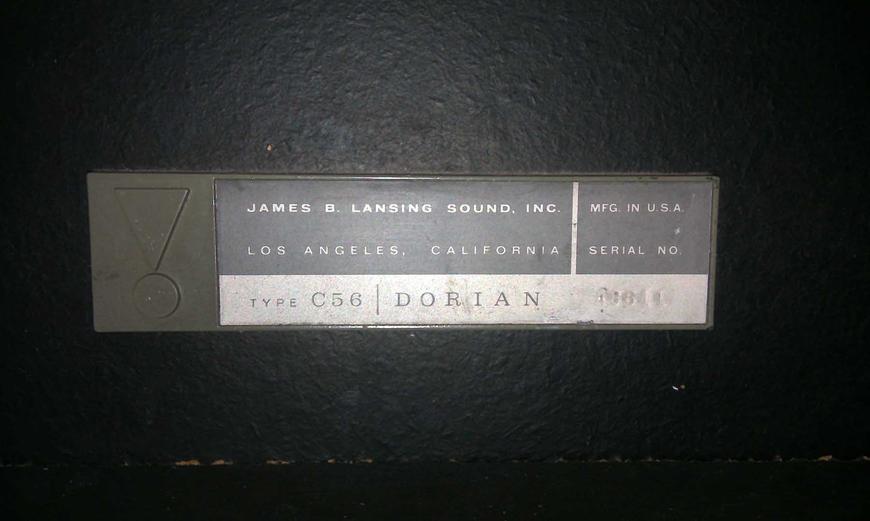 JAMES B. LANSING SOUND, INC.
LOS ANGELES, CALIFORNIA
MFG. IN U.S.A.
SERIAL NO.
TYPE C56 | DORIAN